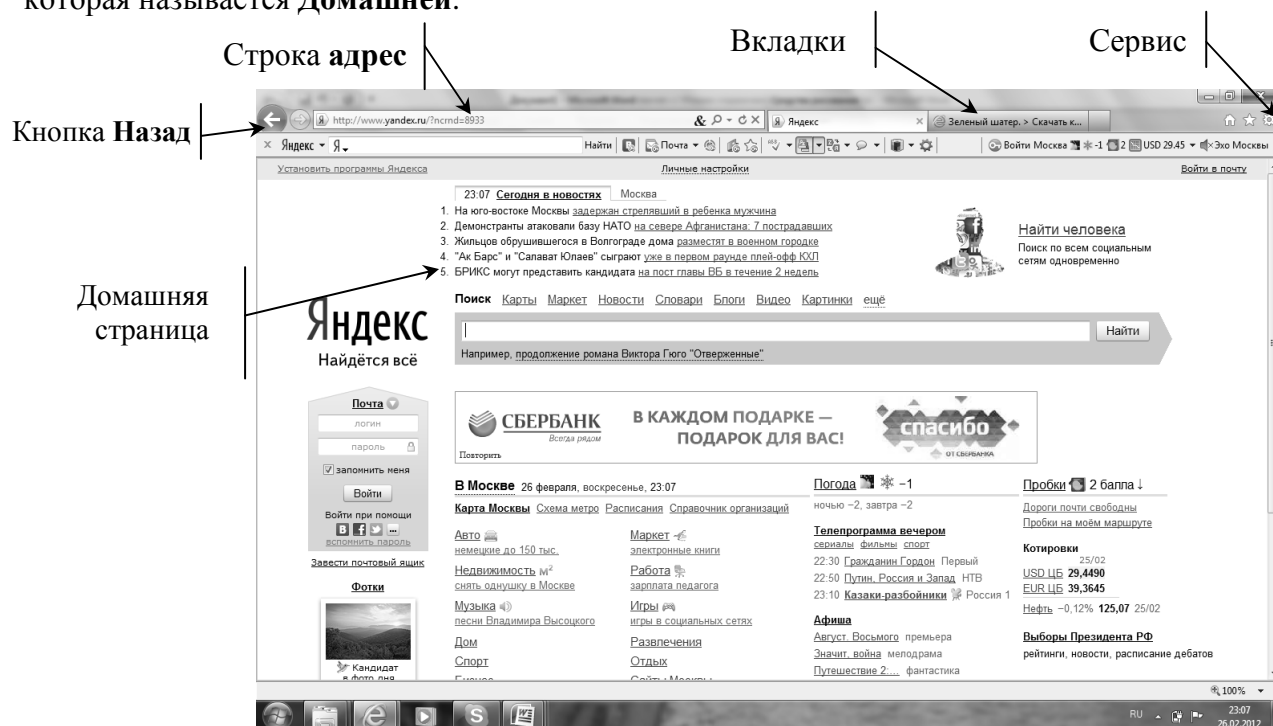 которая называется Домашней.
Строка адрес
Вкладки
Сервис
Кнопка Назад
Домашняя
страница
http://www.yandex.ru/?ncrnd=8933
Яндекс
Зеленый шатер. > Скачать к...
Яндекс
Я
Найти
Почта
Войти Москва -1 2 USD 29.45 Эхо Москвы
Установить программы Яндекса
Личные настройки
Войти в почту
23:07 Сегодня в новостях Москва
1. На юго-востоке Москвы задержан стрелявший в ребенка мужчина
2. Демонстранты атаковали базу НАТО на севере Афганистана: 7 пострадавших
3. Жильцов обрушившегося в Волгограде дома разместят в военном городке
4. "Ак Барс" и "Салават Юлаев" сыграют уже в первом раунде плей-офф КХЛ
5. БРИКС могут представить кандидата на пост главы ВБ в течение 2 недель
Найти человека
Поиск по всем социальным
сетям одновременно
Яндекс
Найдётся всё
Поиск Карты Маркет Новости Словари Блоги Видео Картинки ещё
Найти
Например, продолжение романа Виктора Гюго "Отверженные"
Почта
логин
пароль
запомнить меня
Войти
Войти при помощи
вспомнить пароль
Завести почтовый ящик
Фотки
Кандидат
в фото дня
СБЕРБАНК
Всегда рядом
Повторить
В КАЖДОМ ПОДАРКЕ —
ПОДАРОК ДЛЯ ВАС!
спасибо
ОТ СБЕРБАНКА
В Москве 26 февраля, воскресенье, 23:07
Карта Москвы Схема метро Расписания Справочник организаций
Авто
немецкие до 150 тыс.
Недвижимость м²
снять однушку в Москве
Музыка
песни Владимира Высоцкого
Дом
Спорт
Бизнес
Маркет
электронные книги
Работа
зарплата педагога
Игры
игры в социальных сетях
Развлечения
Отдых
Сайты Москвы
Погода −1
ночью −2, завтра −2
Телепрограмма вечером
сериалы фильмы спорт
22:30 Гражданин Гордон Первый
22:50 Путин, Россия и Запад НТВ
23:10 Казаки-разбойники Россия 1
Афиша
Август. Восьмого премьера
Значит, война мелодрама
Путешествие 2:... фантастика
Пробки 2 балла ↓
Дороги почти свободны
Пробки на моём маршруте
Котировки
25/02
USD ЦБ 29,4490
EUR ЦБ 39,3645
Нефть −0,12% 125,07 25/02
Выборы Президента РФ
рейтинги, новости, расписание дебатов
100%
RU
23:07
26.02.2012